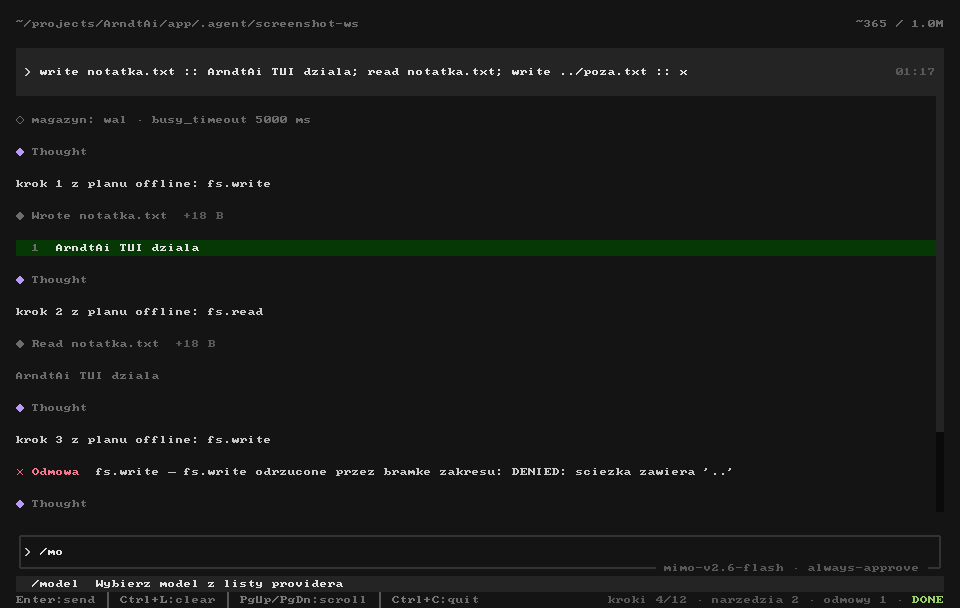 ~/projects/ArndtAi/app/.agent/screenshot-ws ~365 / 1.0M
> write notatka.txt :: ArndtAi TUI dziala; read notatka.txt; write ../poza.txt :: x 01:17
◇ magazyn: wal · busy_timeout 5000 ms
◆ Thought
krok 1 z planu offline: fs.write
◆ Wrote notatka.txt +18 B
1 ArndtAi TUI dziala
◆ Thought
krok 2 z planu offline: fs.read
◆ Read notatka.txt +18 B
ArndtAi TUI dziala
◆ Thought
krok 3 z planu offline: fs.write
× Odmowa fs.write — fs.write odrzucone przez bramke zakresu: DENIED: sciezka zawiera '..'
◆ Thought
> /mo
mimo-v2.6-flash · always-approve
/model Wybierz model z listy providera
Enter:send │ Ctrl+L:clear │ PgUp/PgDn:scroll │ Ctrl+C:quit kroki 4/12 · narzedzia 2 · odmowy 1 · DONE